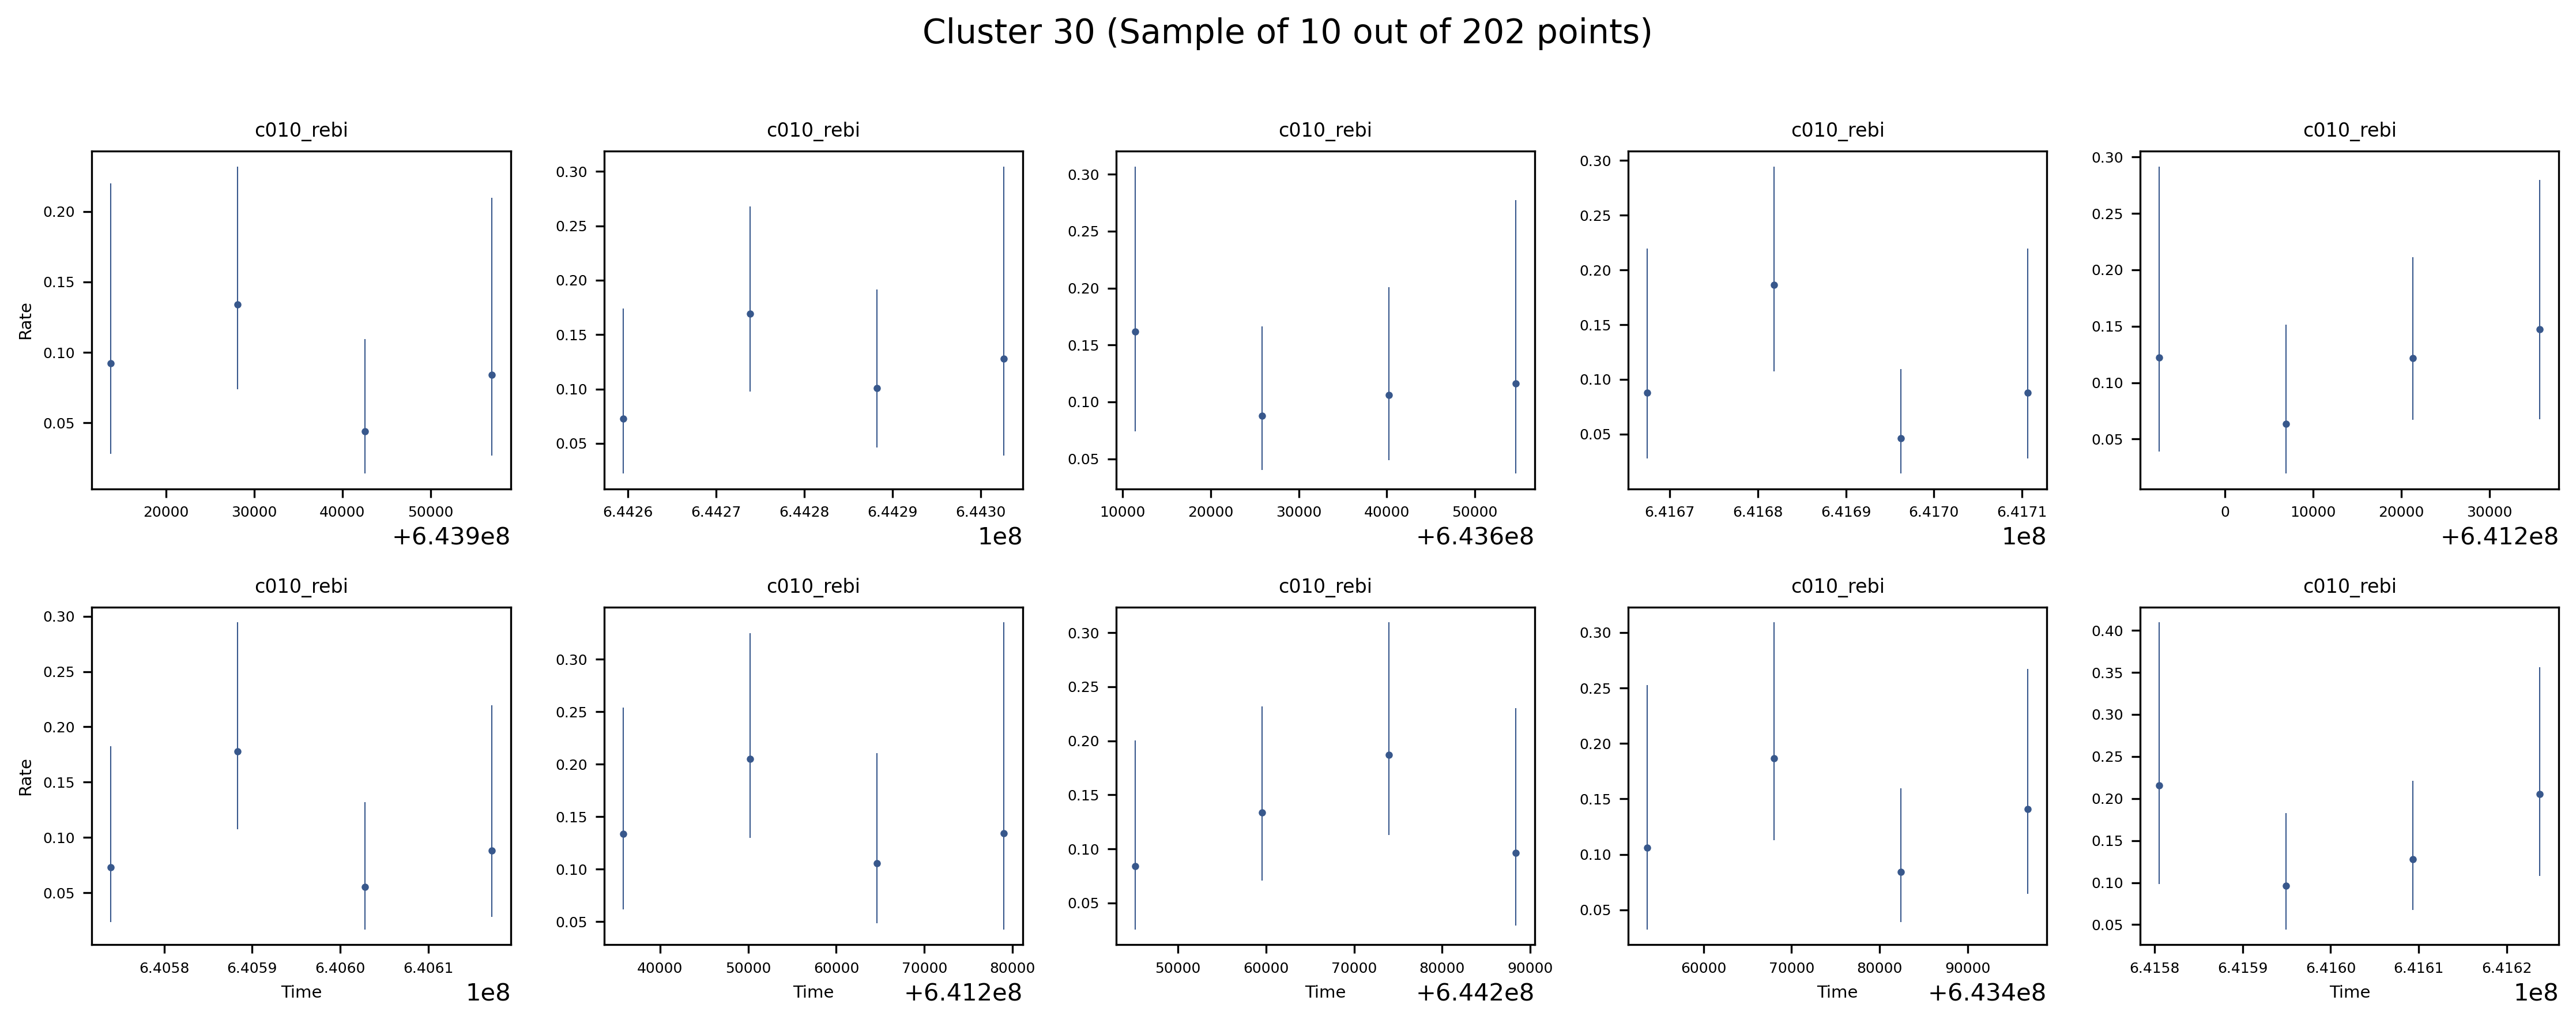 Cluster 30 (Sample of 10 out of 202 points)
c010_rebi c010_rebi c010_rebi c010_rebi c010_rebi
Rate
0.20 0.15 0.10 0.05
20000 30000 40000 50000
+6.439e8
0.30 0.25 0.20 0.15 0.10 0.05
6.4426 6.4427 6.4428 6.4429 6.4430
1e8
0.30 0.25 0.20 0.15 0.10 0.05
10000 20000 30000 40000 50000
+6.436e8
0.30 0.25 0.20 0.15 0.10 0.05
6.4167 6.4168 6.4169 6.4170 6.4171
1e8
0.30 0.25 0.20 0.15 0.10 0.05
0 10000 20000 30000
+6.412e8
c010_rebi c010_rebi c010_rebi c010_rebi c010_rebi
Rate
0.30 0.25 0.20 0.15 0.10 0.05
6.4058 6.4059 6.4060 6.4061
Time
1e8
0.30 0.25 0.20 0.15 0.10 0.05
40000 50000 60000 70000 80000
Time
+6.412e8
0.30 0.25 0.20 0.15 0.10 0.05
50000 60000 70000 80000 90000
Time
+6.442e8
0.30 0.25 0.20 0.15 0.10 0.05
60000 70000 80000 90000
Time
+6.434e8
0.40 0.35 0.30 0.25 0.20 0.15 0.10 0.05
6.4158 6.4159 6.4160 6.4161 6.4162
Time
1e8